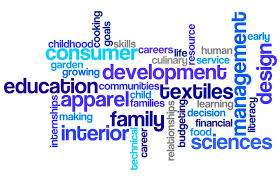 cooking
goals
childhood
skills
careers
resource
human
early
consumer
life
culinary
service
garden
growing
development
management
design
education
communities
textiles
internships
apparel
child
families
learning
literacy
making
family
relationships
budgeting
decision
financial
interior
technical
career
food
sciences